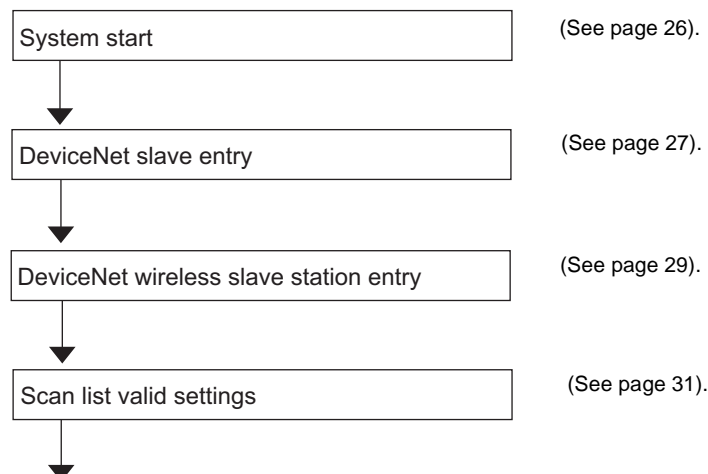 System start (See page 26).
DeviceNet slave entry (See page 27).
DeviceNet wireless slave station entry (See page 29).
Scan list valid settings (See page 31).